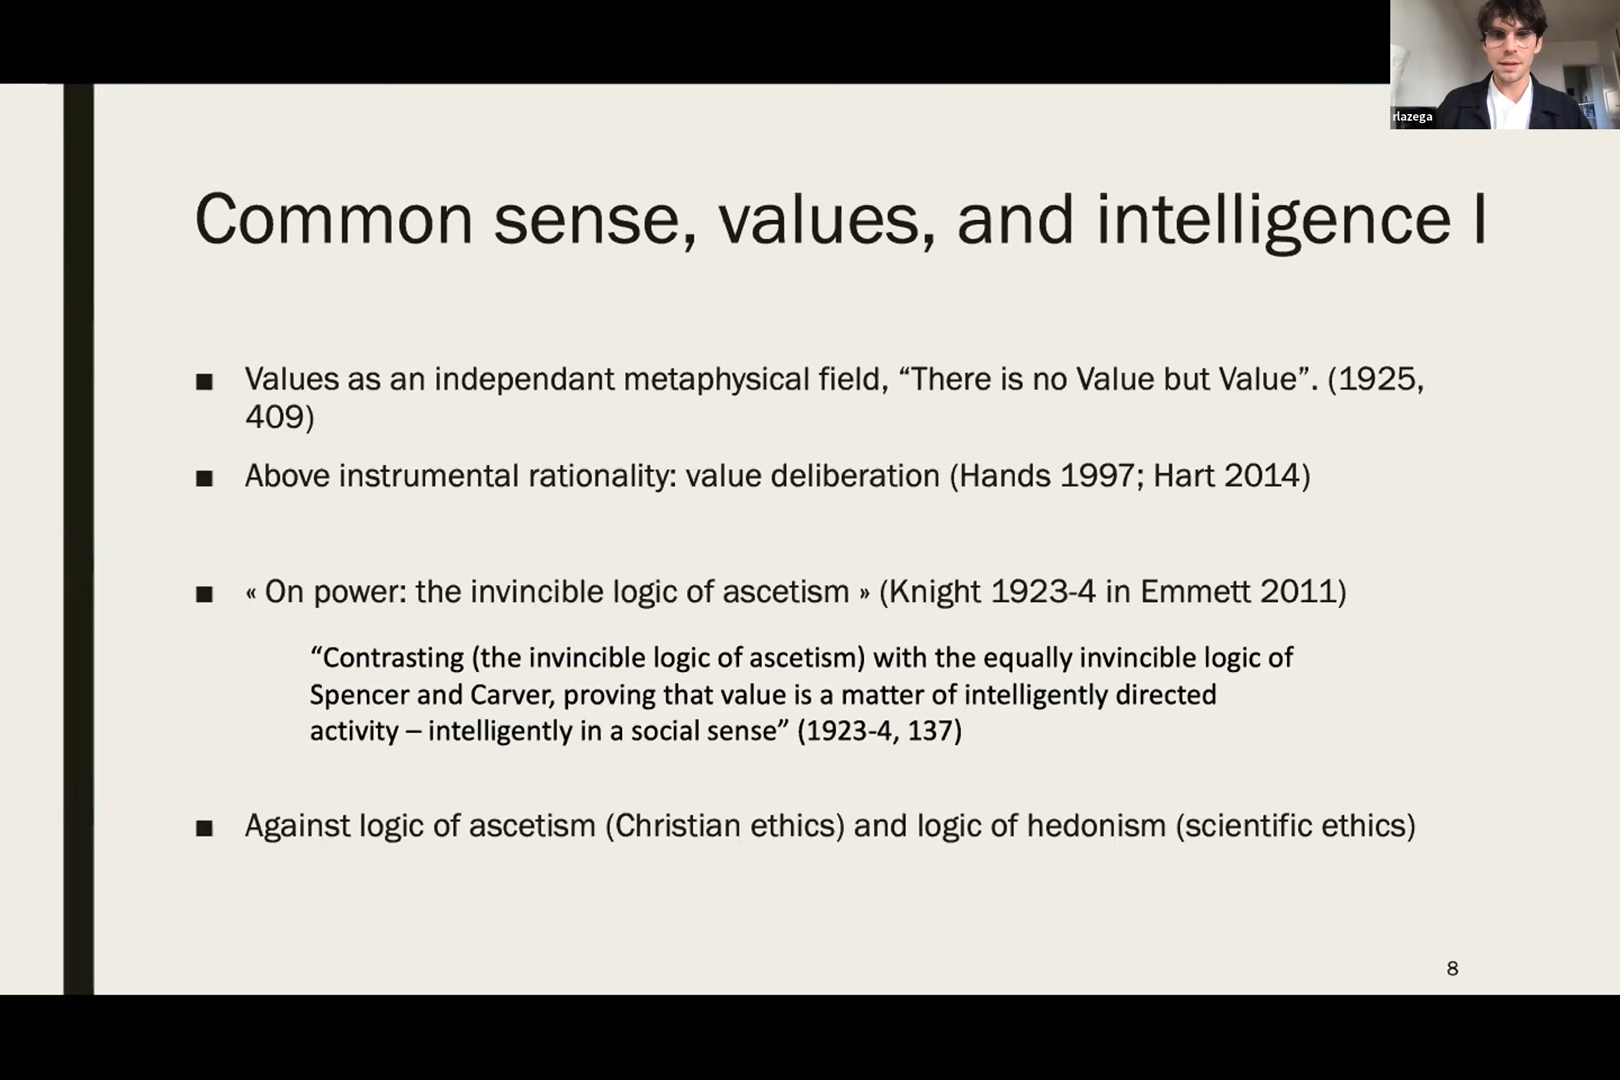 rlazega
Common sense, values, and intelligence I
■ Values as an independant metaphysical field, “There is no Value but Value”. (1925,
409)
■ Above instrumental rationality: value deliberation (Hands 1997; Hart 2014)
■ « On power: the invincible logic of ascetism » (Knight 1923-4 in Emmett 2011)
“Contrasting (the invincible logic of ascetism) with the equally invincible logic of
Spencer and Carver, proving that value is a matter of intelligently directed
activity – intelligently in a social sense” (1923-4, 137)
■ Against logic of ascetism (Christian ethics) and logic of hedonism (scientific ethics)
8